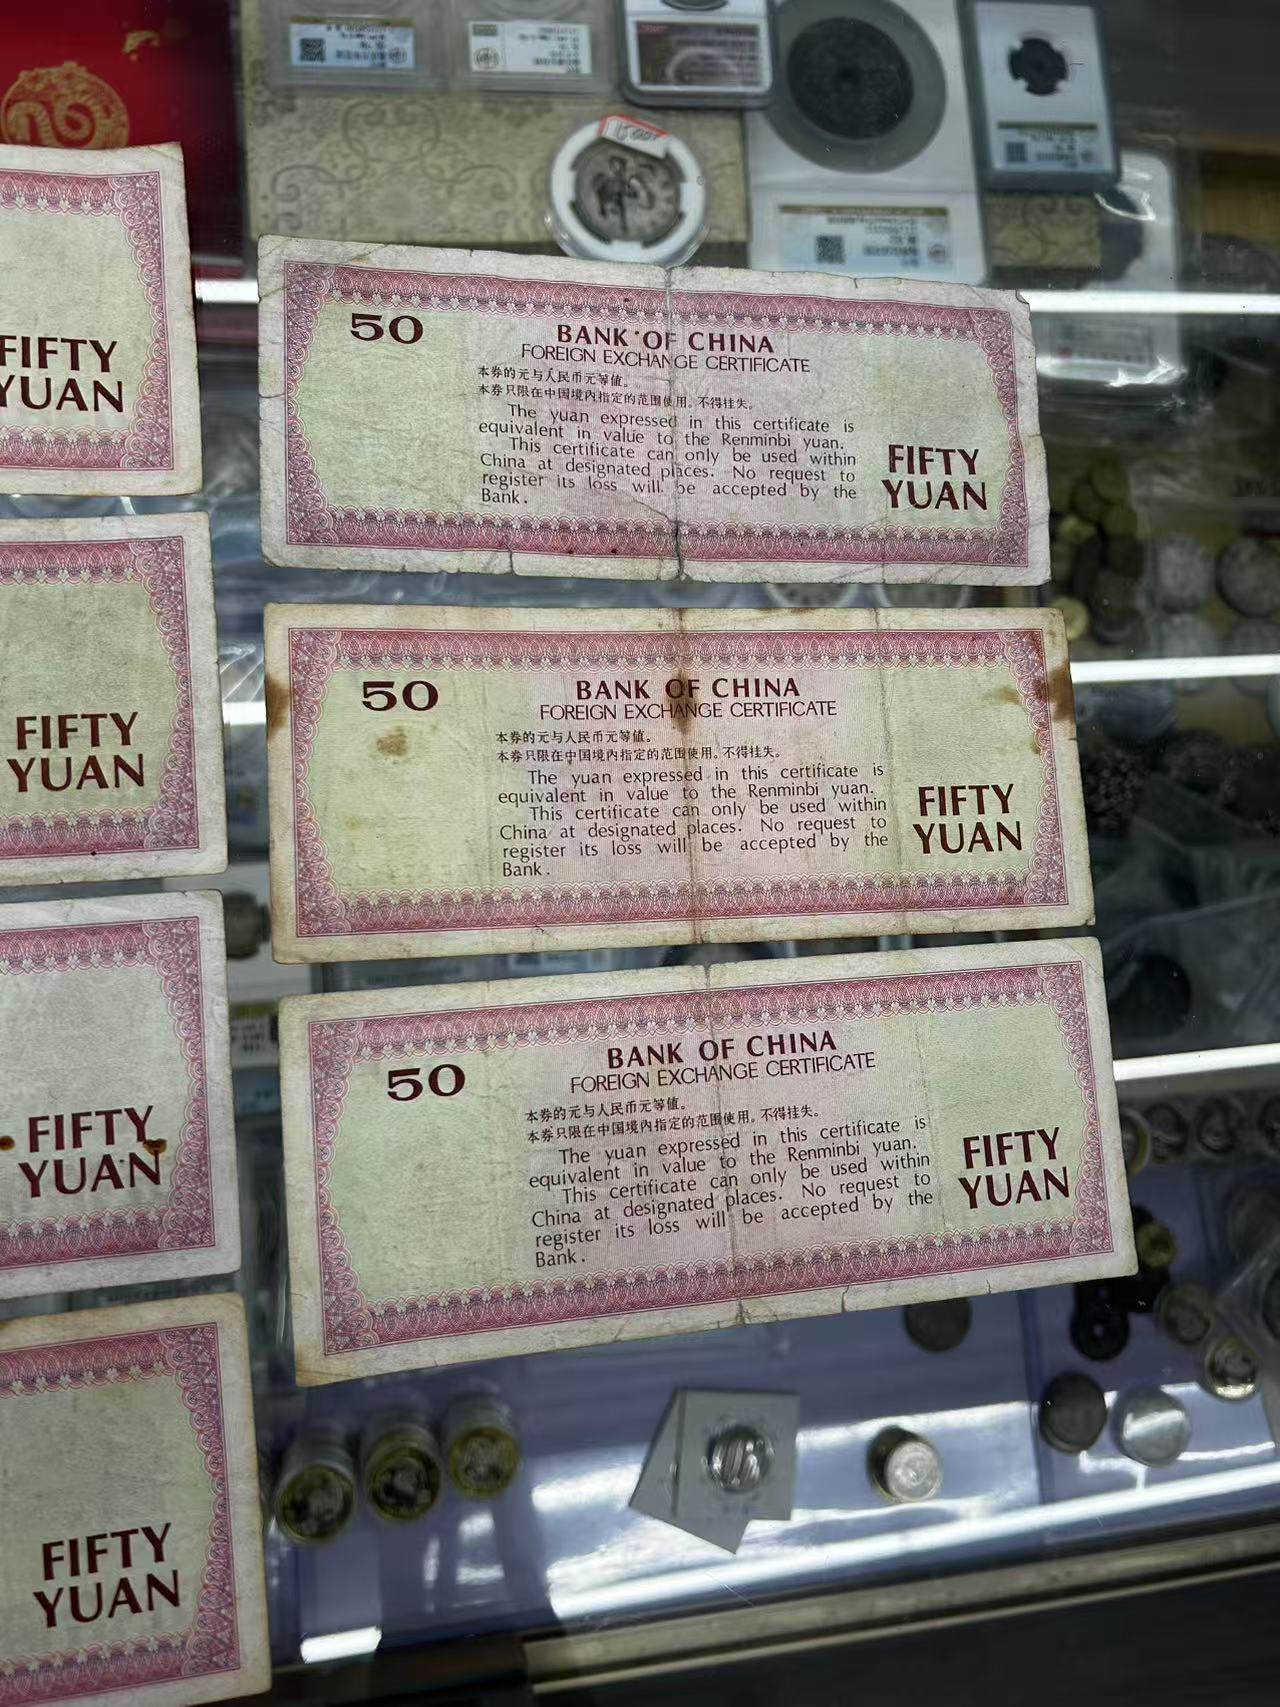 1500
FIFTY
YUAN
FIFTY
YUAN
FIFTY
YUAN
FIFTY
YUAN
50
BANK OF CHINA
FOREIGN EXCHANGE CERTIFICATE
本券的元与人民币元等值。
本券只限在中国境内指定的范围使用。不得挂失。
The yuan expressed in this certificate is
equivalent in value to the Renminbi yuan.
This certificate can only be used within
China at designated places. No request to
register its loss will be accepted by the
Bank.
FIFTY
YUAN
50
BANK OF CHINA
FOREIGN EXCHANGE CERTIFICATE
本券的元与人民币元等值。
本券只限在中国境内指定的范围使用。不得挂失。
The yuan expressed in this certificate is
equivalent in value to the Renminbi yuan.
This certificate can only be used within
China at designated places. No request to
register its loss will be accepted by the
Bank.
FIFTY
YUAN
50
BANK OF CHINA
FOREIGN EXCHANGE CERTIFICATE
本券的元与人民币元等值。
本券只限在中国境内指定的范围使用。不得挂失。
The yuan expressed in this certificate is
equivalent in value to the Renminbi yuan.
This certificate can only be used within
China at designated places. No request to
register its loss will be accepted by the
Bank.
FIFTY
YUAN